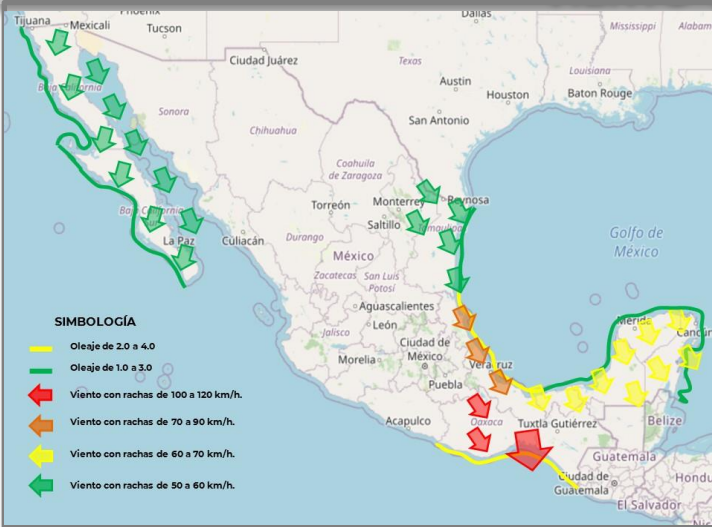 Phoenix
Dallas
Tijuana
Mexicali
Tucson
Mississippi
Alabam
Ciudad Juárez
Texas
Louisiana
Austin
Baton Rouge
Houston
Sonora
San Antonio
Baja California
Chihuahua
Coahuila
de Zaragoza
Torreón
Monterrey
Reynosa
Baja California
Saltillo
Tamaulipas
Culiacán
Durango
La Paz
México
Golfo de
México
Zacatecas
San Luis
Potosí
Aguascalientes
Mérida
Cancún
León
Jalisco
Ciudad de
México
Morelia
Veracruz
Puebla
Acapulco
Oaxaca
Tuxtla Gutiérrez
Belize
Guatemala
Ciudad de
Guatemala
Hondu
El Salvador
SIMBOLOGÍA
Oleaje de 2.0 a 4.0
Oleaje de 1.0 a 3.0
Viento con rachas de 100 a 120 km/h.
Viento con rachas de 70 a 90 km/h.
Viento con rachas de 60 a 70 km/h.
Viento con rachas de 50 a 60 km/h.